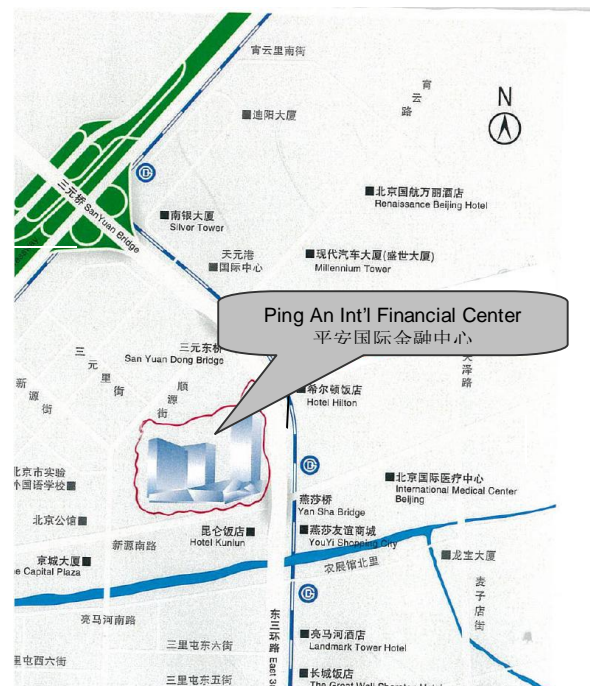 宵云里南街
宵云路
迪阳大厦
N
北京国航万丽酒店
Renaissance Beijing Hotel
三元桥 SanYuan Bridge
南银大厦
Silver Tower
天元港
国际中心
现代汽车大厦(盛世大厦)
Millennium Tower
Ping An Int'l Financial Center
平安国际金融中心
三元东桥
San Yuan Dong Bridge
三元里街
顺源街
新源街
泽路
希尔顿饭店
Hotel Hilton
北京市实验
外国语学校
北京国际医疗中心
International Medical Center
Beijing
燕莎桥
Yan Sha Bridge
北京公馆
新源南路
昆仑饭店
Hotel Kunlun
燕莎友谊商城
YouYi Shopping City
京城大厦
Capital Plaza
农展馆北里
龙宝大厦
麦子店街
亮马河南路
东三环路 East
亮马河酒店
Landmark Tower Hotel
三里屯东六街
里屯西六街
三里屯东五街
长城饭店
The Great Wall Sheraton Hotel